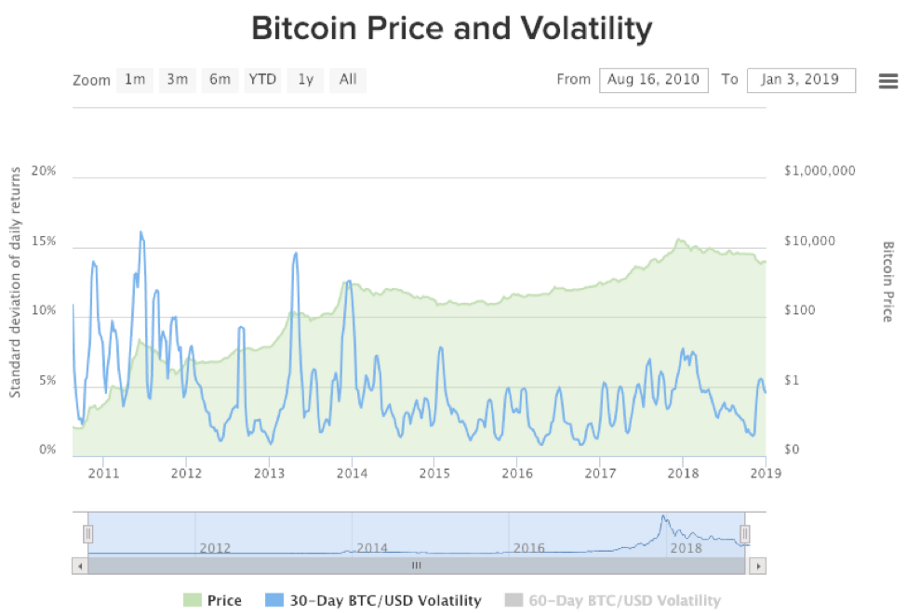 Bitcoin Price and Volatility
Zoom 1m 3m 6m YTD 1y All From Aug 16, 2010 To Jan 3, 2019
Standard deviation of daily returns
20%
15%
10%
5%
0%
$1,000,000
$10,000
$100
$1
$0
Bitcoin Price
2011 2012 2013 2014 2015 2016 2017 2018 2019
2012 2014 2016 2018
Price 30-Day BTC/USD Volatility 60-Day BTC/USD Volatility